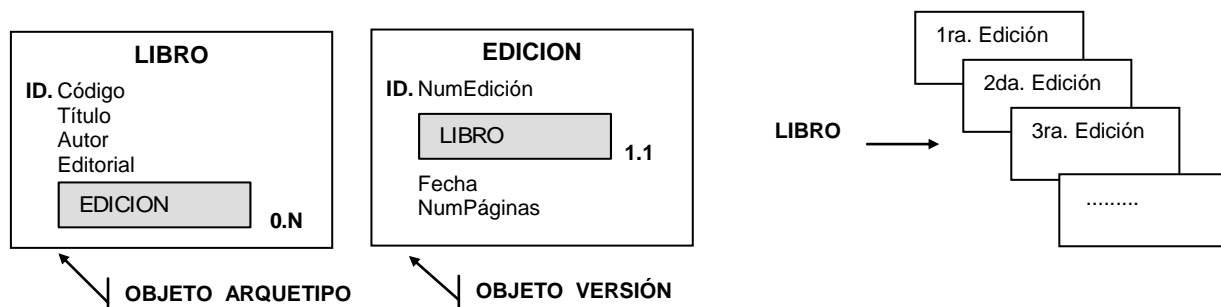 LIBRO
ID. Código
Título
Autor
Editorial
EDICION
0.N
OBJETO ARQUETIPO
EDICION
ID. NumEdición
LIBRO
1.1
Fecha
NumPáginas
OBJETO VERSIÓN
LIBRO
1ra. Edición
2da. Edición
3ra. Edición
.........